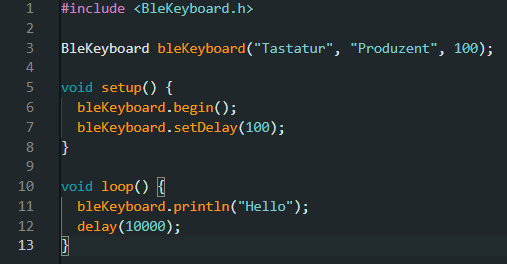 1 #include <BleKeyboard.h>
2
3 BleKeyboard bleKeyboard("Tastatur", "Produzent", 100);
4
5 void setup() {
6   bleKeyboard.begin();
7   bleKeyboard.setDelay(100);
8 }
9
10 void loop() {
11   bleKeyboard.println("Hello");
12   delay(10000);
13 }